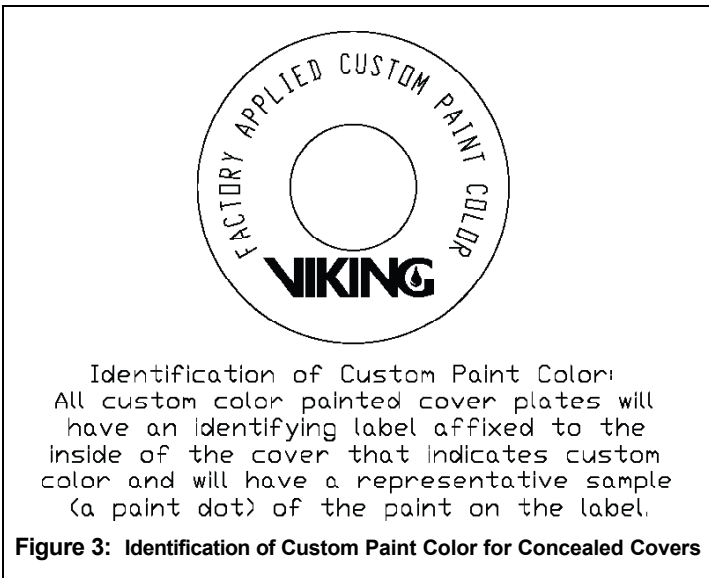 FACTORY APPLIED CUSTOM PAINT COLOR
VIKING
Identification of Custom Paint Color:
All custom color painted cover plates will
have an identifying label affixed to the
inside of the cover that indicates custom
color and will have a representative sample
(a paint dot) of the paint on the label.
Figure 3: Identification of Custom Paint Color for Concealed Covers